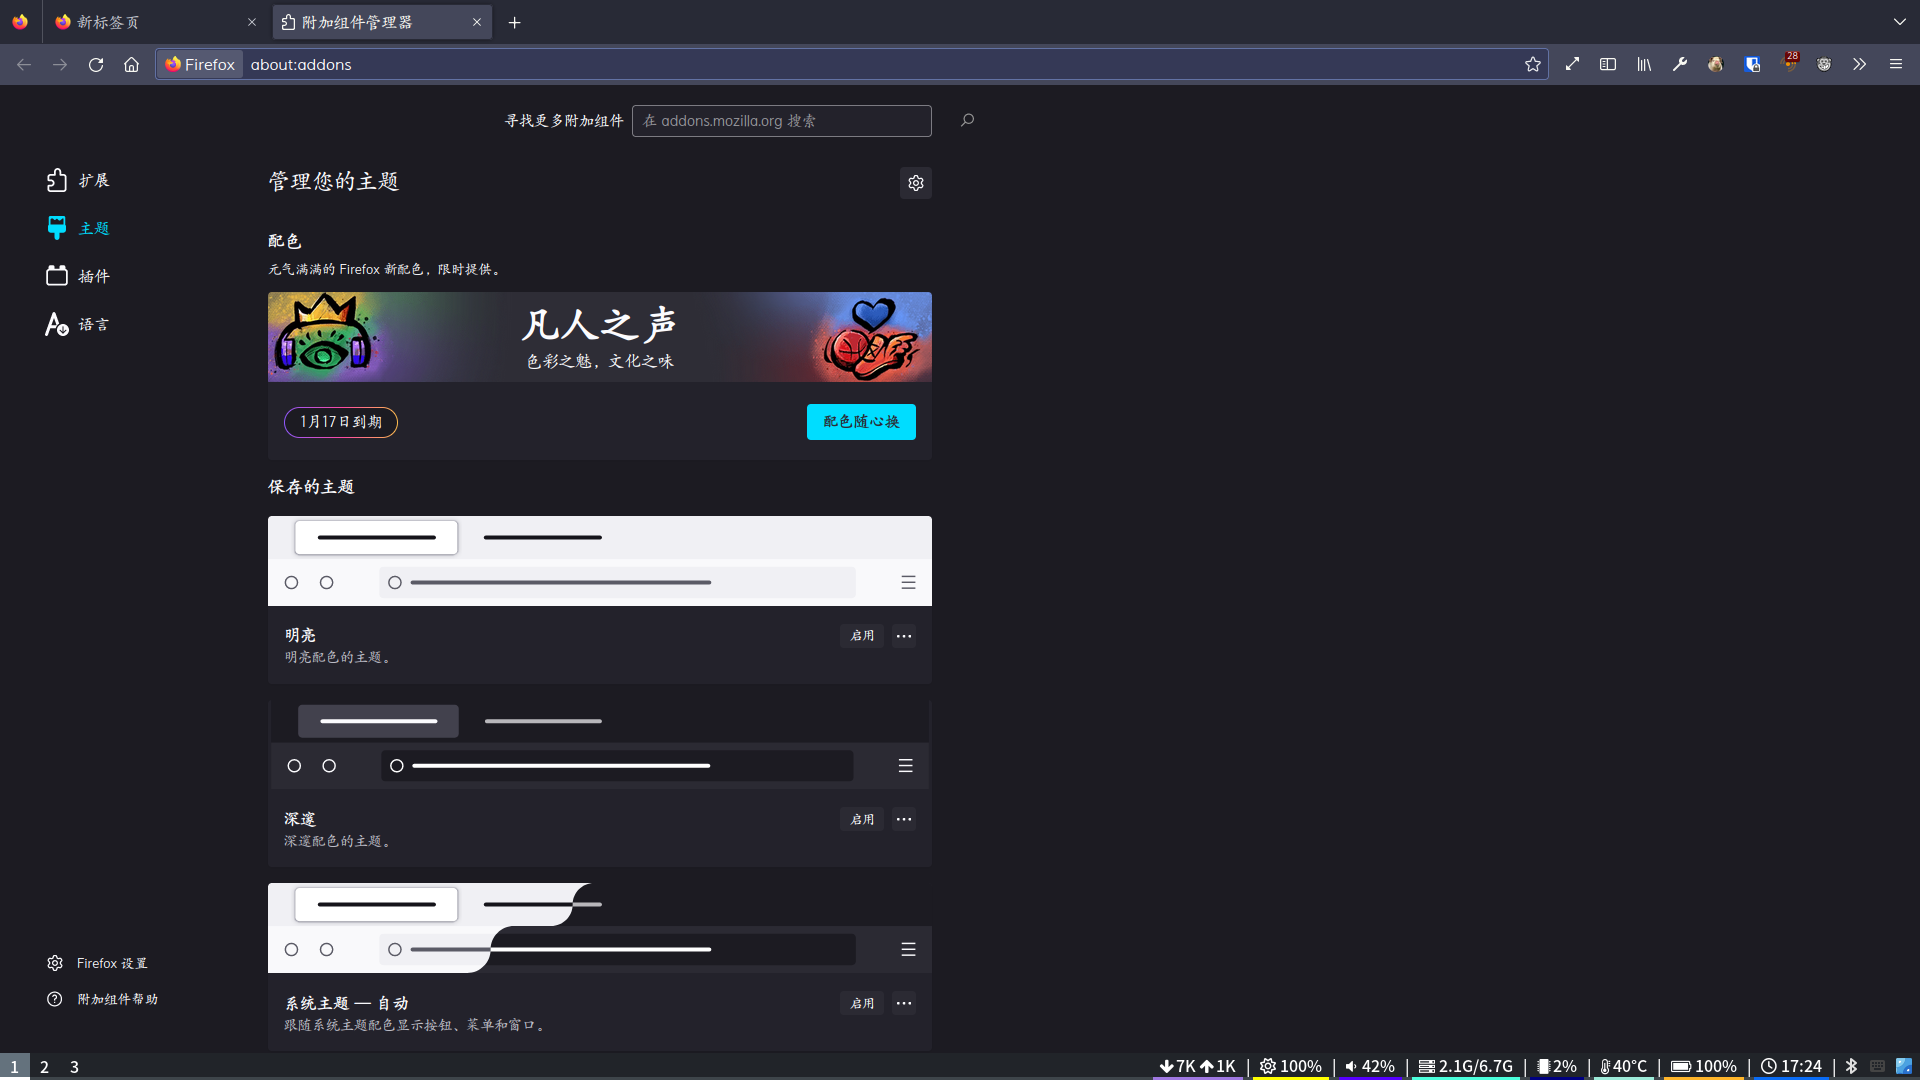 新标签页
附加组件管理器
Firefox about:addons
28
寻找更多附加组件 在 addons.mozilla.org 搜索
扩展
主题
插件
语言
管理您的主题
配色
元气满满的 Firefox 新配色，限时提供。
凡人之声
色彩之魅，文化之味
1月17日到期
配色随心换
保存的主题
明亮
明亮配色的主题。
启用
深邃
深邃配色的主题。
启用
系统主题 — 自动
跟随系统主题配色显示按钮、菜单和窗口。
启用
Firefox 设置
附加组件帮助
1 2 3
7K 1K | 100% | 42% | 2.1G/6.7G | 2% | 40°C | 100% | 17:24 |